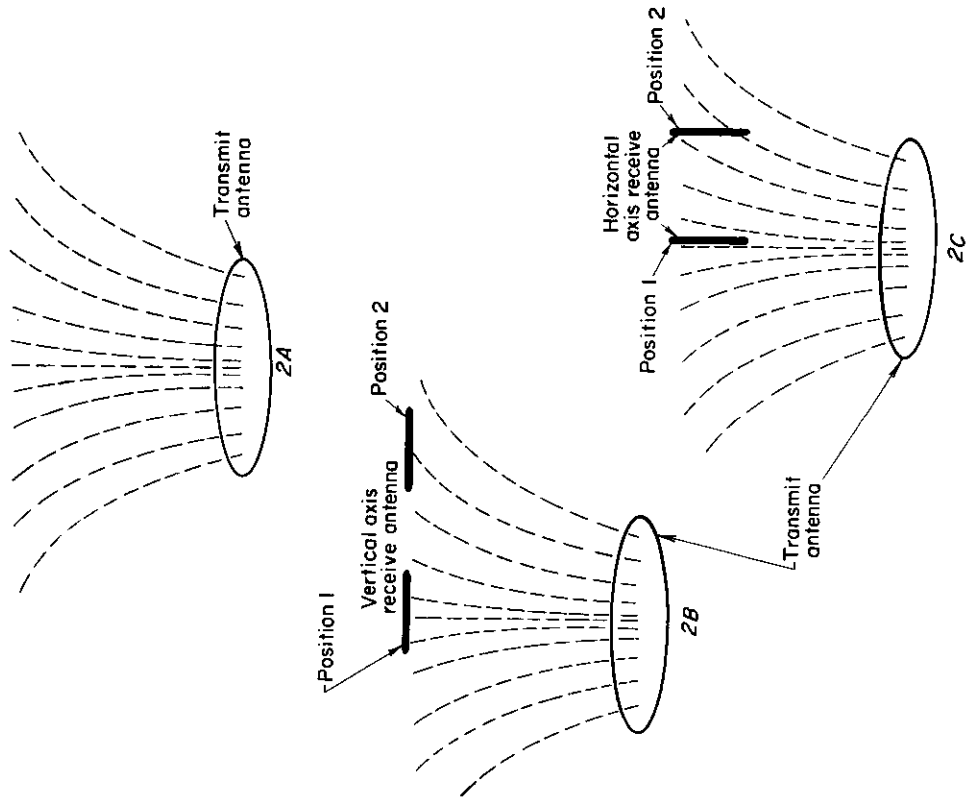 Transmit
antenna
2A
Position 1
Vertical axis
receive antenna
Position 2
2B
Transmit
antenna
Position 1
Horizontal
axis receive
antenna
Position 2
2C